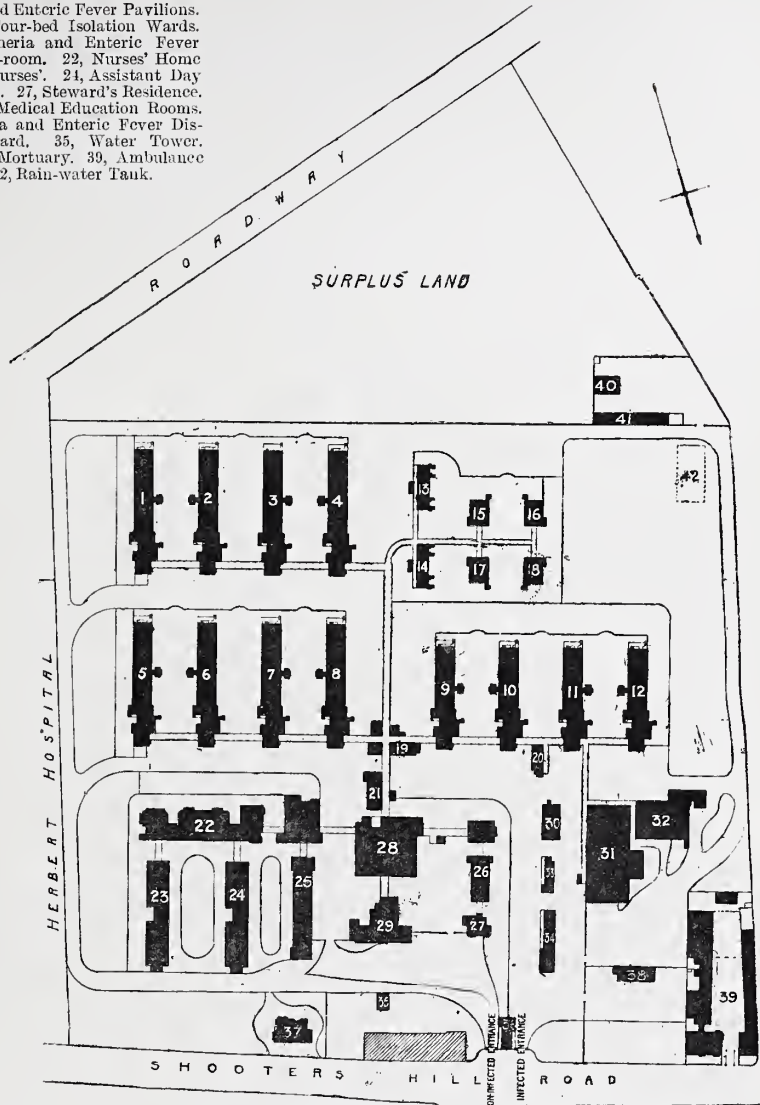 d Enteric Fever Pavilions.
our-bed Isolation Wards.
eria and Enteric Fever
-room. 22, Nurses' Home
urses'. 24, Assistant Day
. 27, Steward's Residence.
Medical Education Rooms.
a and Enteric Fever Dis-
ard. 35, Water Tower.
Mortuary. 39, Ambulance
2, Rain-water Tank.
ROADWAY
SURPLUS LAND
40
41
42
1 2 3 4
13
15 16
14 17 18
5 6 7 8
9 10 11 12
19
20
21
HERBERT HOSPITAL
22
28
30
31
32
23 24 25
26
33
29
27
34
38
39
37
NON-INFECTED ENTRANCE
INFECTED ENTRANCE
SHOOTERS HILL ROAD